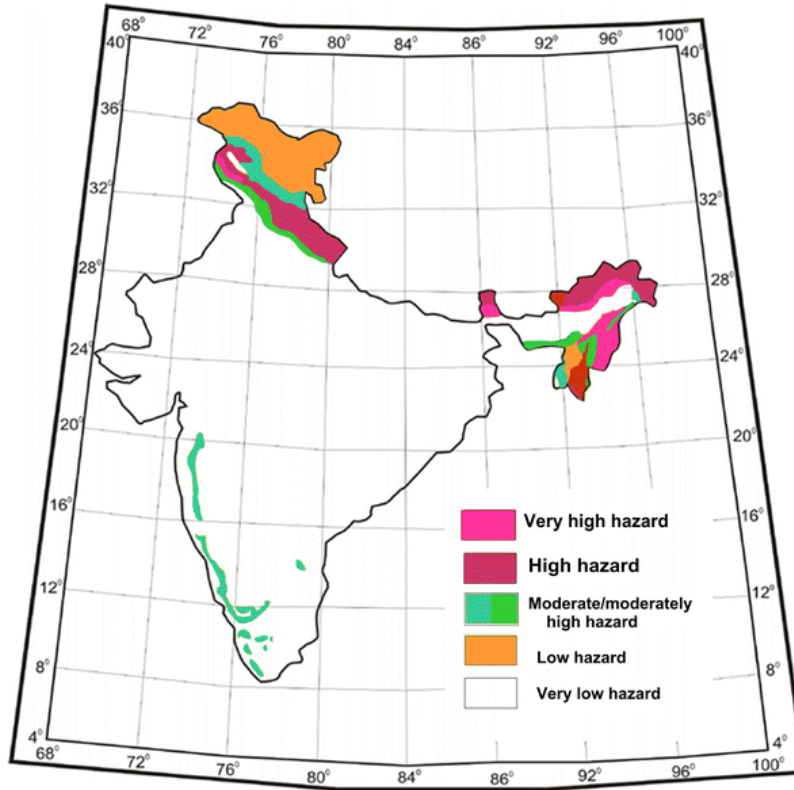 68° 72° 76° 80° 84° 86° 92° 96° 100°
40° 40°
36° 36°
32° 32°
28° 28°
24° 24°
20° 20°
16° 16°
12° 12°
8° 8°
4° 4°
68° 72° 76° 80° 84° 86° 92° 96° 100°
Very high hazard
High hazard
Moderate/moderately
high hazard
Low hazard
Very low hazard